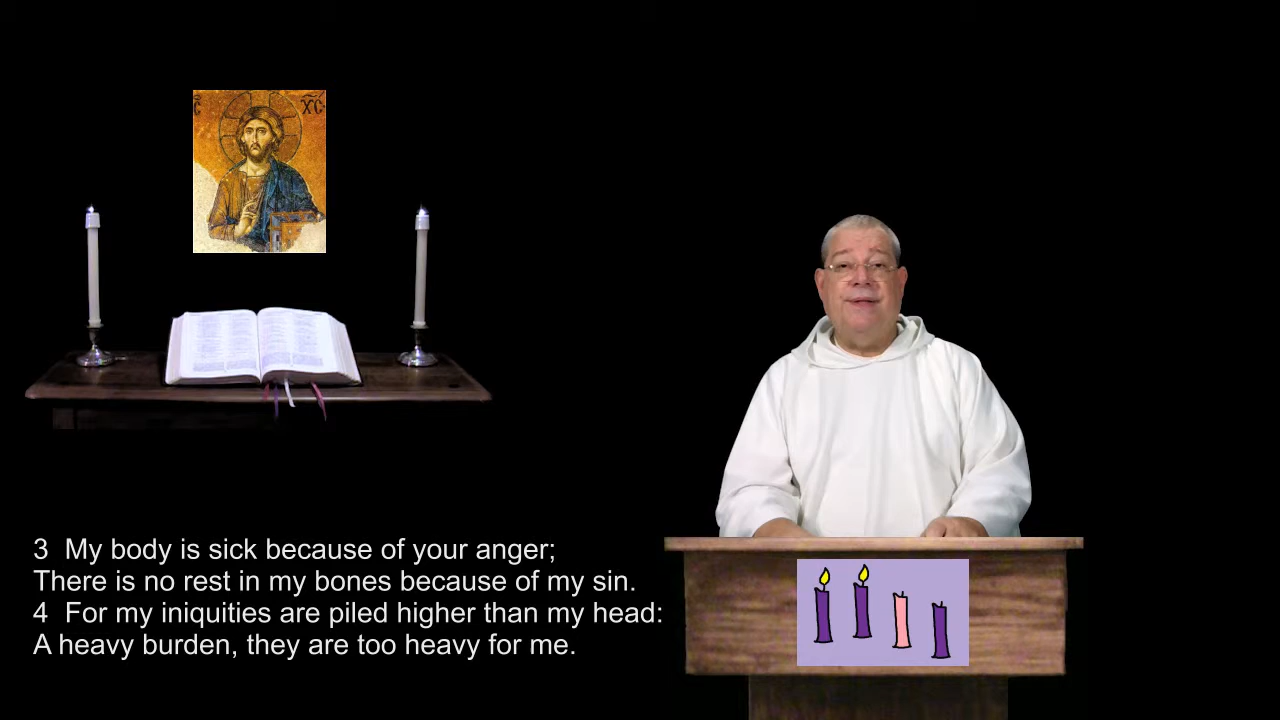 C
XC
3 My body is sick because of your anger;
There is no rest in my bones because of my sin.
4 For my iniquities are piled higher than my head:
A heavy burden, they are too heavy for me.